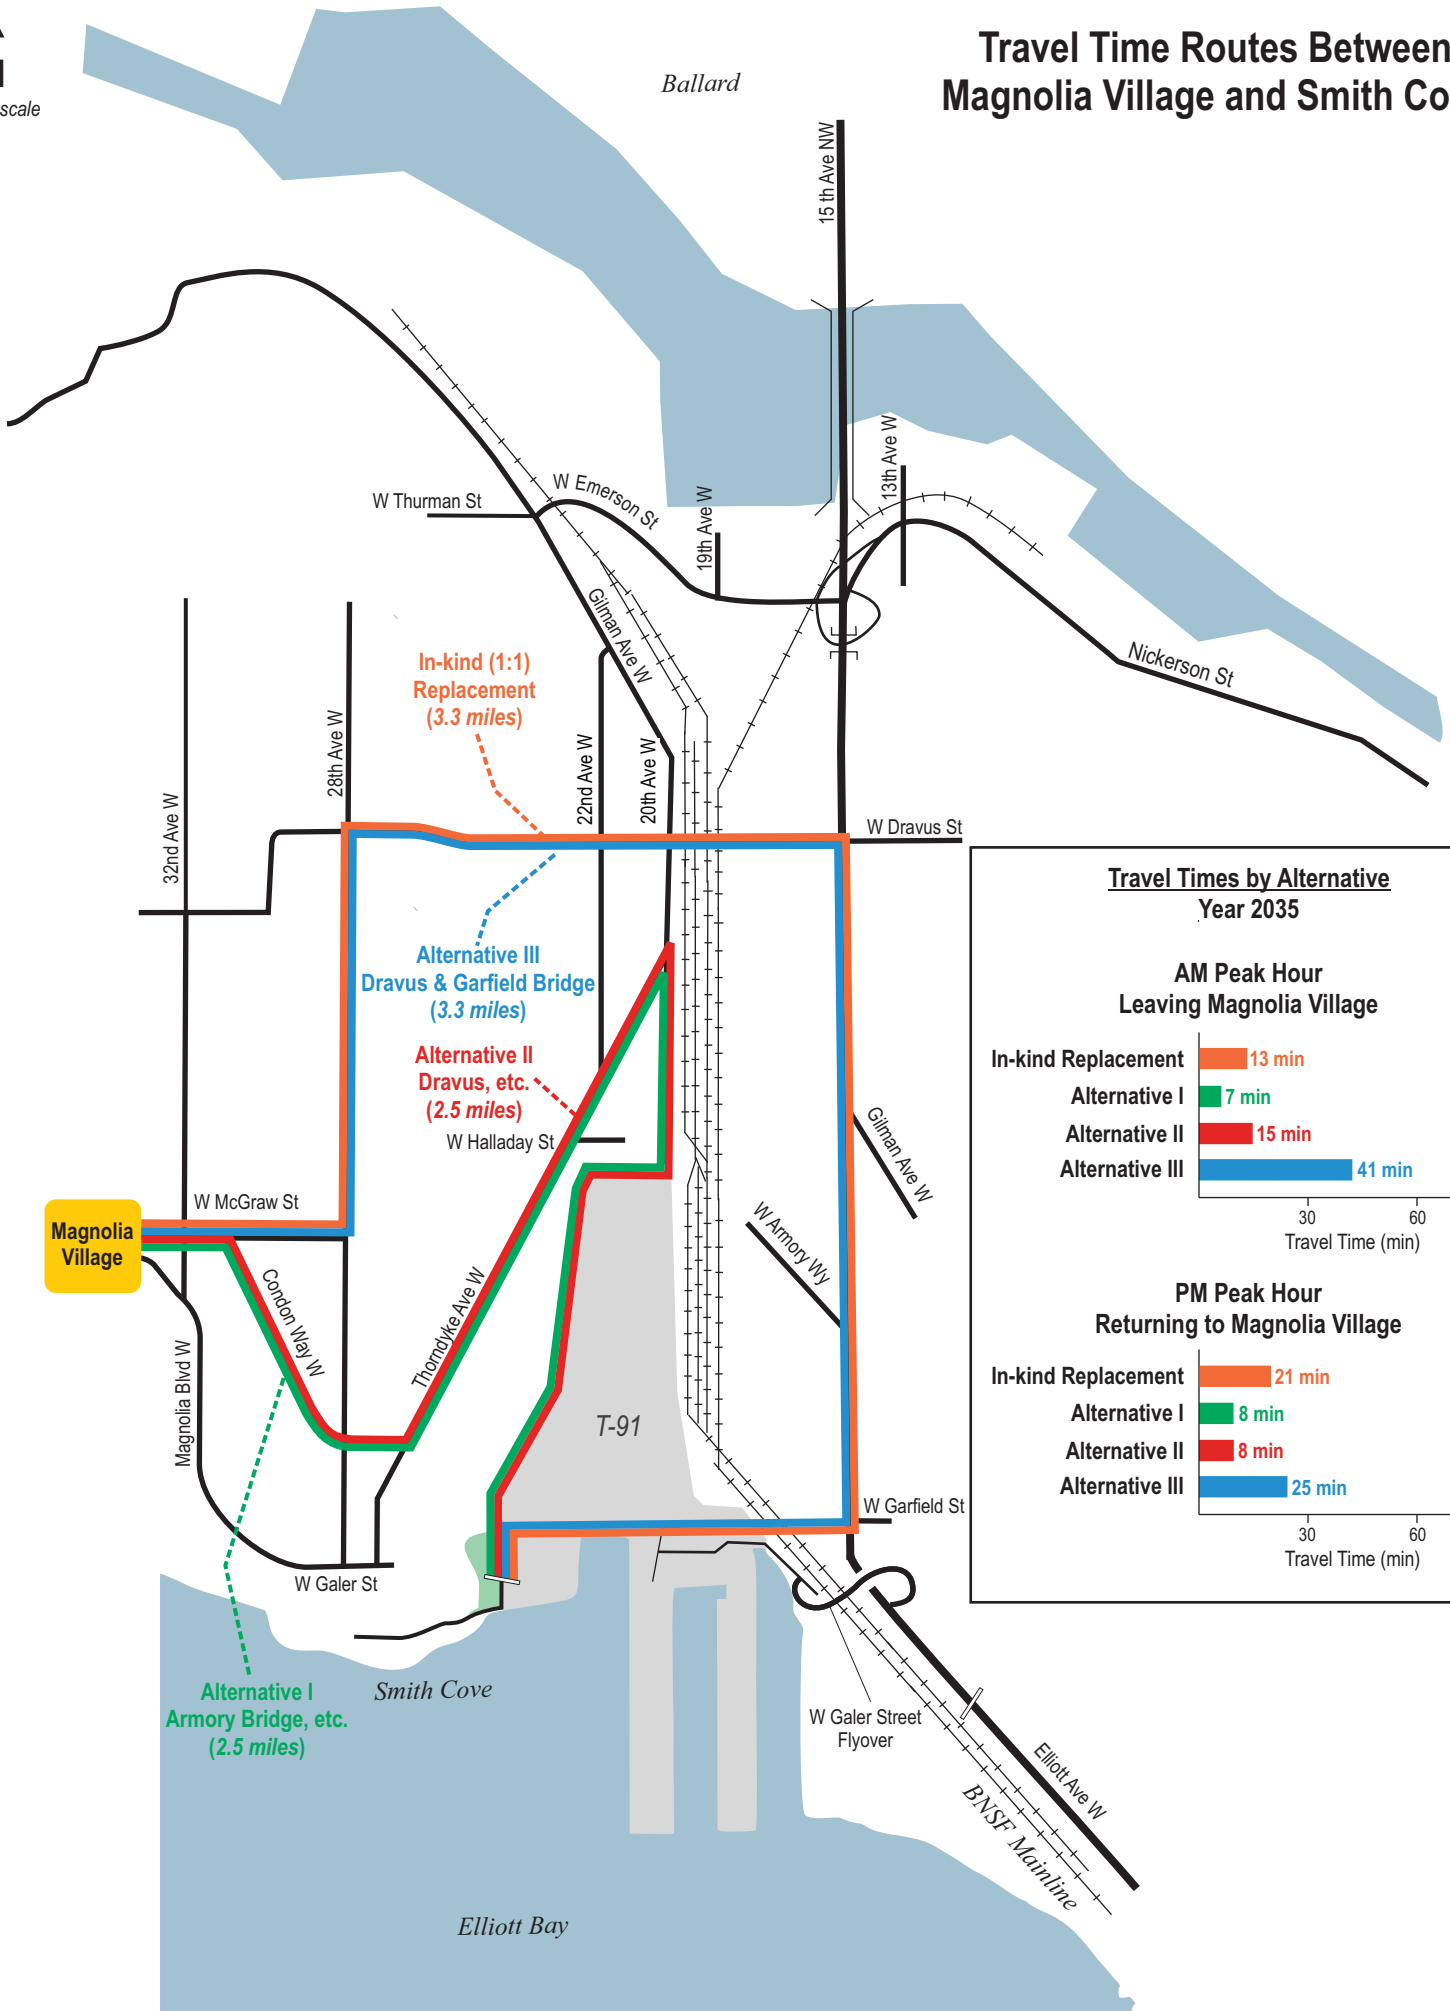 Travel Time Routes Between
Magnolia Village and Smith Co
scale
Ballard
15 th Ave NW
13th Ave W
W Thurman St
W Emerson St
19th Ave W
Gilman Ave W
Nickerson St
In-kind (1:1)
Replacement
(3.3 miles)
28th Ave W
32nd Ave W
22nd Ave W
20th Ave W
W Dravus St
Alternative III
Dravus & Garfield Bridge
(3.3 miles)
Alternative II
Dravus, etc.
(2.5 miles)
W Halladay St
Gilman Ave W
W McGraw St
Magnolia
Village
W Armory Wy
Condon Way W
Thorndyke Ave W
Magnolia Blvd W
T-91
W Garfield St
W Galer St
Smith Cove
Alternative I
Armory Bridge, etc.
(2.5 miles)
W Galer Street
Flyover
Elliott Ave W
BNSF Mainline
Elliott Bay
Travel Times by Alternative
Year 2035
AM Peak Hour
Leaving Magnolia Village
In-kind Replacement 13 min
Alternative I 7 min
Alternative II 15 min
Alternative III 41 min
30 60
Travel Time (min)
PM Peak Hour
Returning to Magnolia Village
In-kind Replacement 21 min
Alternative I 8 min
Alternative II 8 min
Alternative III 25 min
30 60
Travel Time (min)